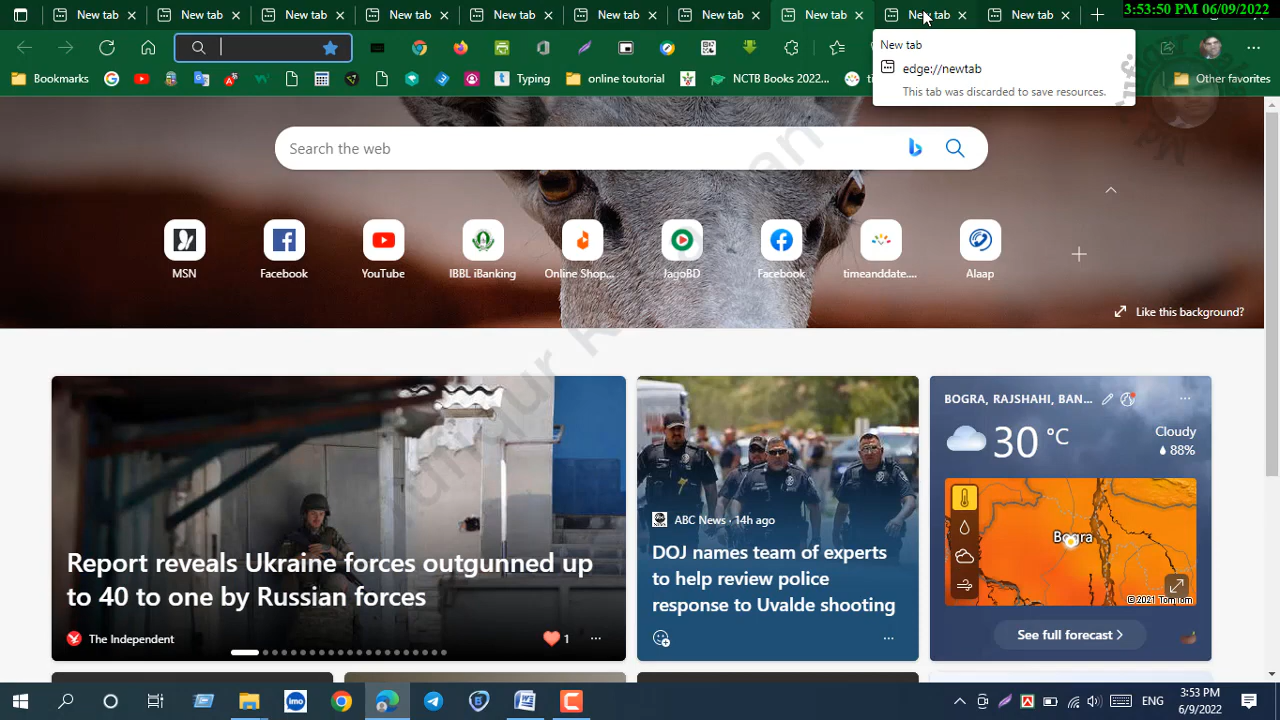 New tab New tab New tab New tab New tab New tab New tab New tab New tab New tab
3:53:50 PM 06/09/2022
New tab
edge://newtab
This tab was discarded to save resources.
Bookmarks Typing online toutorial NCTB Books 2022... Other favorites
Search the web
MSN Facebook YouTube IBBL iBanking Online Shop... JagoBD Facebook timeanddate.... Alaap
Like this background?
Report reveals Ukraine forces outgunned up
to 40 to one by Russian forces
The Independent 1
ABC News · 14h ago
DOJ names team of experts
to help review police
response to Uvalde shooting
BOGRA, RAJSHAHI, BAN...
30 °C
Cloudy
88%
Bogra
© 2021 TomTom
See full forecast
imo
ENG
3:53 PM
6/9/2022